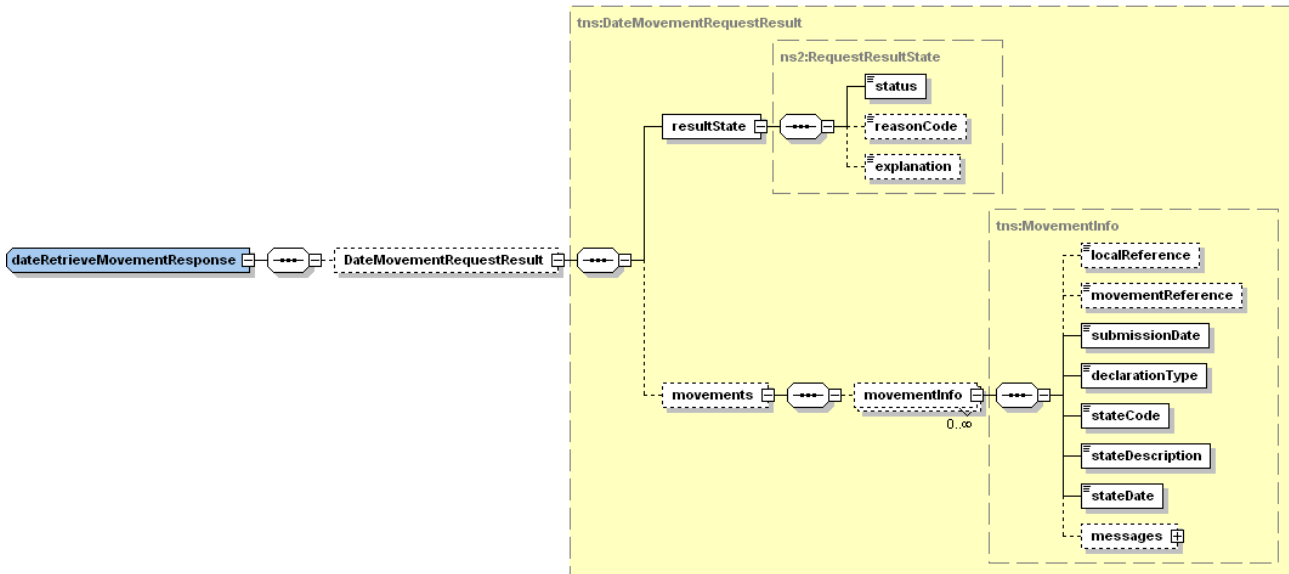 tns:DateMovementRequestResult
ns2:RequestResultState
status
resultState
reasonCode
explanation
tns:MovementInfo
dateRetrieveMovementResponse
DateMovementRequestResult
localReference
movementReference
submissionDate
declarationType
movements
movementInfo
0..∞
stateCode
stateDescription
stateDate
messages